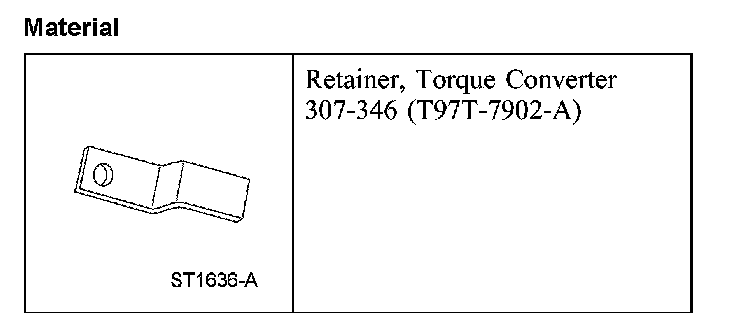 Material
Retainer, Torque Converter
307-346 (T97T-7902-A)
ST1636-A